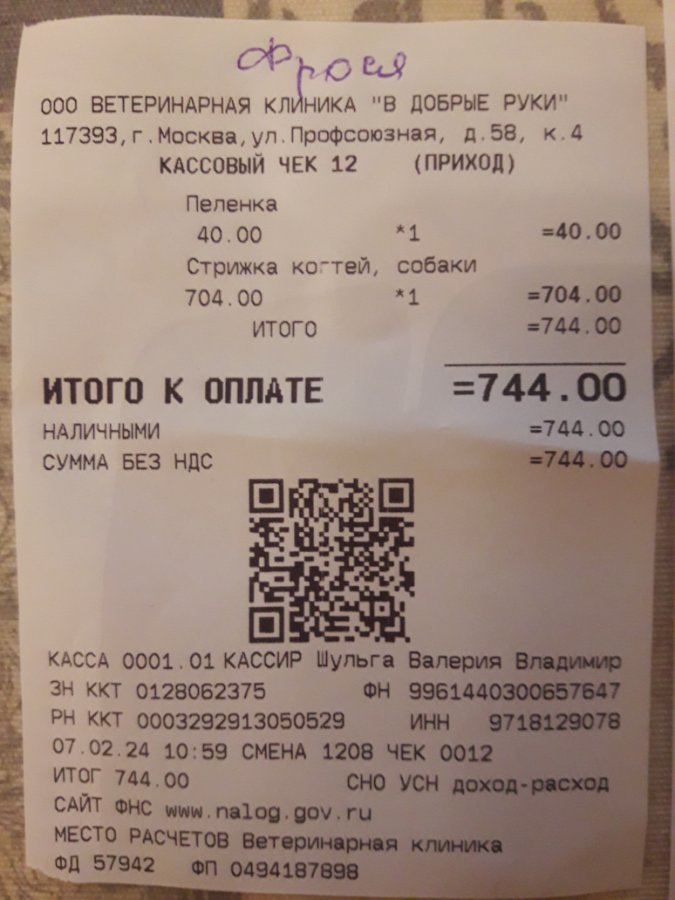 Фрося
ООО ВЕТЕРИНАРНАЯ КЛИНИКА "В ДОБРЫЕ РУКИ"
117393,г.Москва,ул.Профсоюзная, д.58, к.4
КАССОВЫЙ ЧЕК 12 (ПРИХОД)
Пеленка
40.00 *1 =40.00
Стрижка когтей, собаки
704.00 *1 =704.00
ИТОГО =744.00
ИТОГО К ОПЛАТЕ =744.00
НАЛИЧНЫМИ =744.00
СУММА БЕЗ НДС =744.00
КАССА 0001.01 КАССИР Шульга Валерия Владимир
ЗН ККТ 0128062375 ФН 9961440300657647
РН ККТ 0003292913050529 ИНН 9718129078
07.02.24 10:59 СМЕНА 1208 ЧЕК 0012
ИТОГ 744.00 СНО УСН доход-расход
САЙТ ФНС www.nalog.gov.ru
МЕСТО РАСЧЕТОВ Ветеринарная клиника
ФД 57942 ФП 0494187898